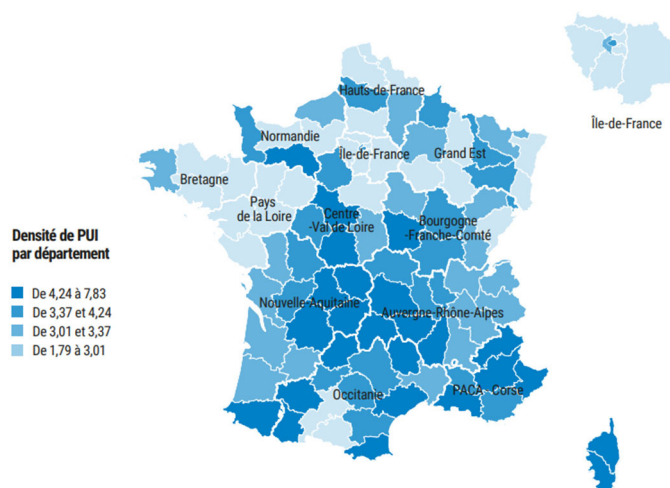 Hauts-de-France
Île-de-France
Normandie
Île-de-France
Grand Est
Bretagne
Pays
de la Loire
Centre
-Val de Loire
Bourgogne
-Franche-Comté
Densité de PUI
par département
De 4,24 à 7,83
De 3,37 et 4,24
De 3,01 et 3,37
De 1,79 à 3,01
Nouvelle-Aquitaine
Auvergne-Rhône-Alpes
Occitanie
PACA - Corse